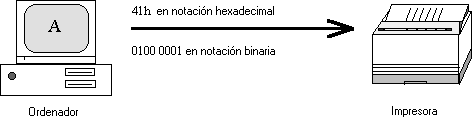 A
41h en notación hexadecimal
0100 0001 en notación binaria
Ordenador
Impresora